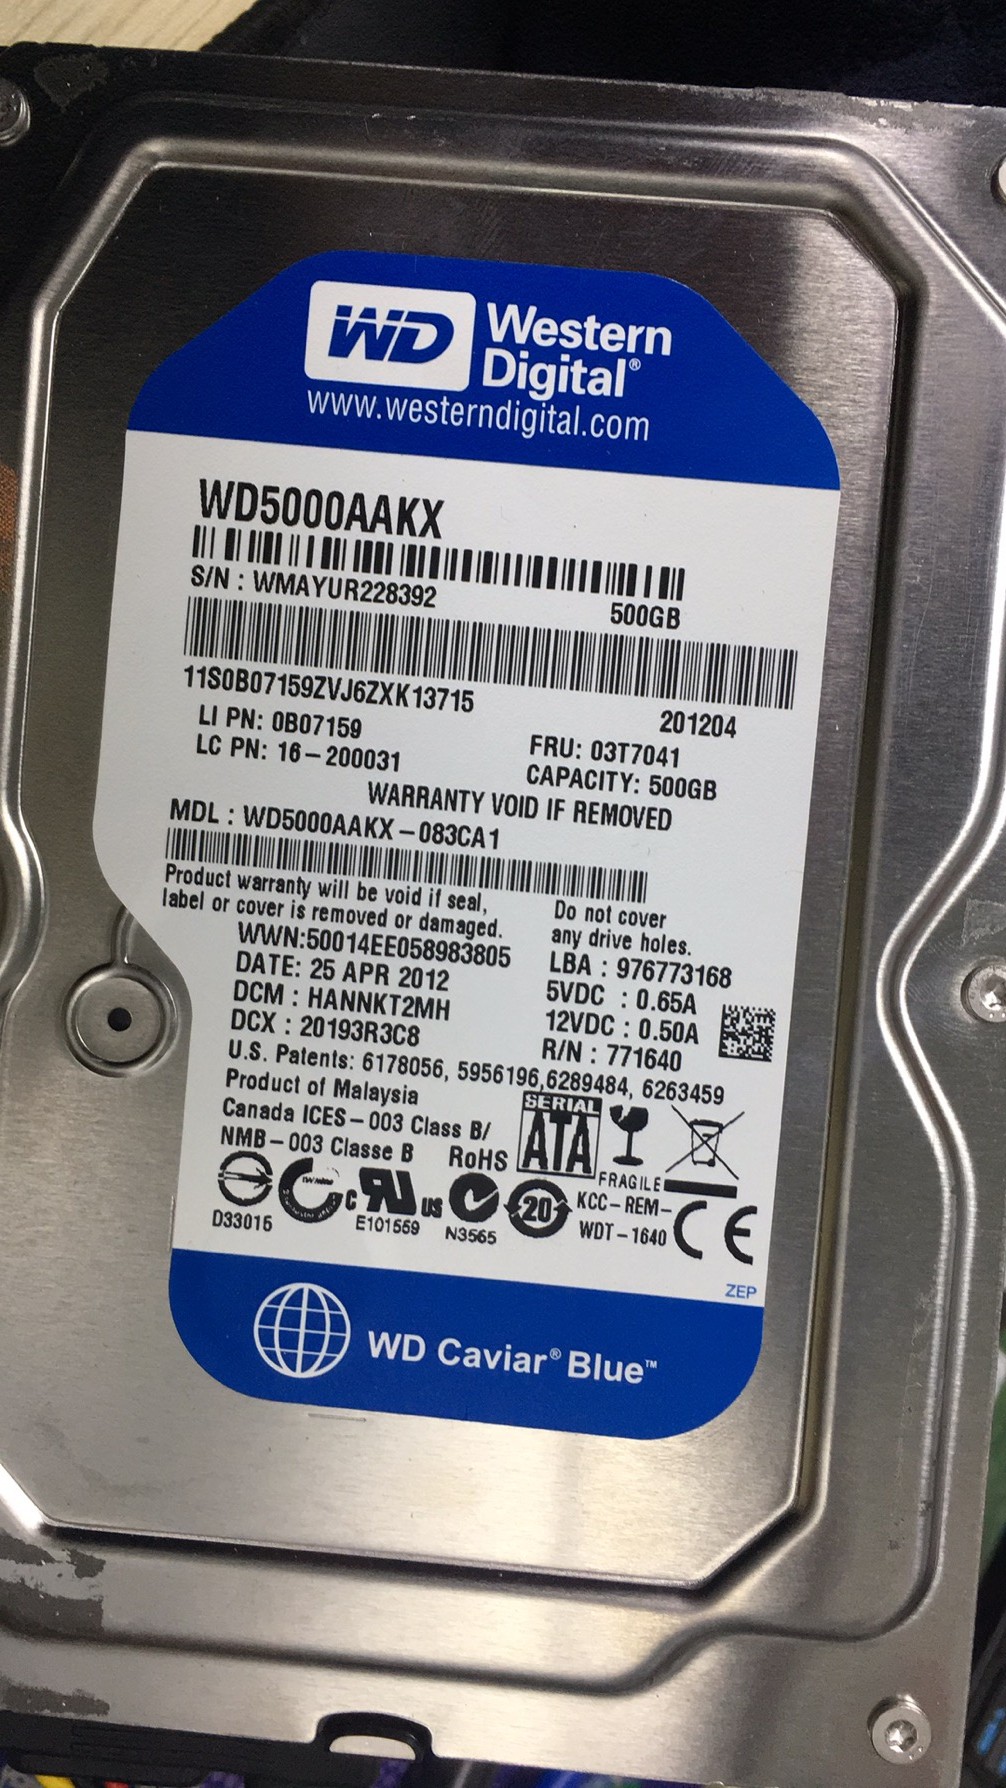 WD Western
Digital®
www.westerndigital.com
WD5000AAKX
S/N : WMAYUR228392
500GB
11S0B07159ZVJ6ZXK13715
201204
LI PN: 0B07159
FRU: 03T7041
LC PN: 16-200031
CAPACITY: 500GB
WARRANTY VOID IF REMOVED
MDL : WD5000AAKX-083CA1
Product warranty will be void if seal,
label or cover is removed or damaged.
Do not cover
any drive holes.
WWN:50014EE058983805
LBA : 976773168
DATE: 25 APR 2012
5VDC : 0.65A
DCM : HANNKT2MH
12VDC : 0.50A
DCX : 20193R3C8
R/N : 771640
U.S. Patents: 6178056, 5956196,6289484, 6263459
Product of Malaysia
Canada ICES-003 Class B/
NMB-003 Classe B
RoHS
SERIAL
ATA
FRAGILE
D33015
c UL us
E101559
N3565
20
KCC-REM-
WDT-1640
CE
ZEP
WD Caviar® Blue™